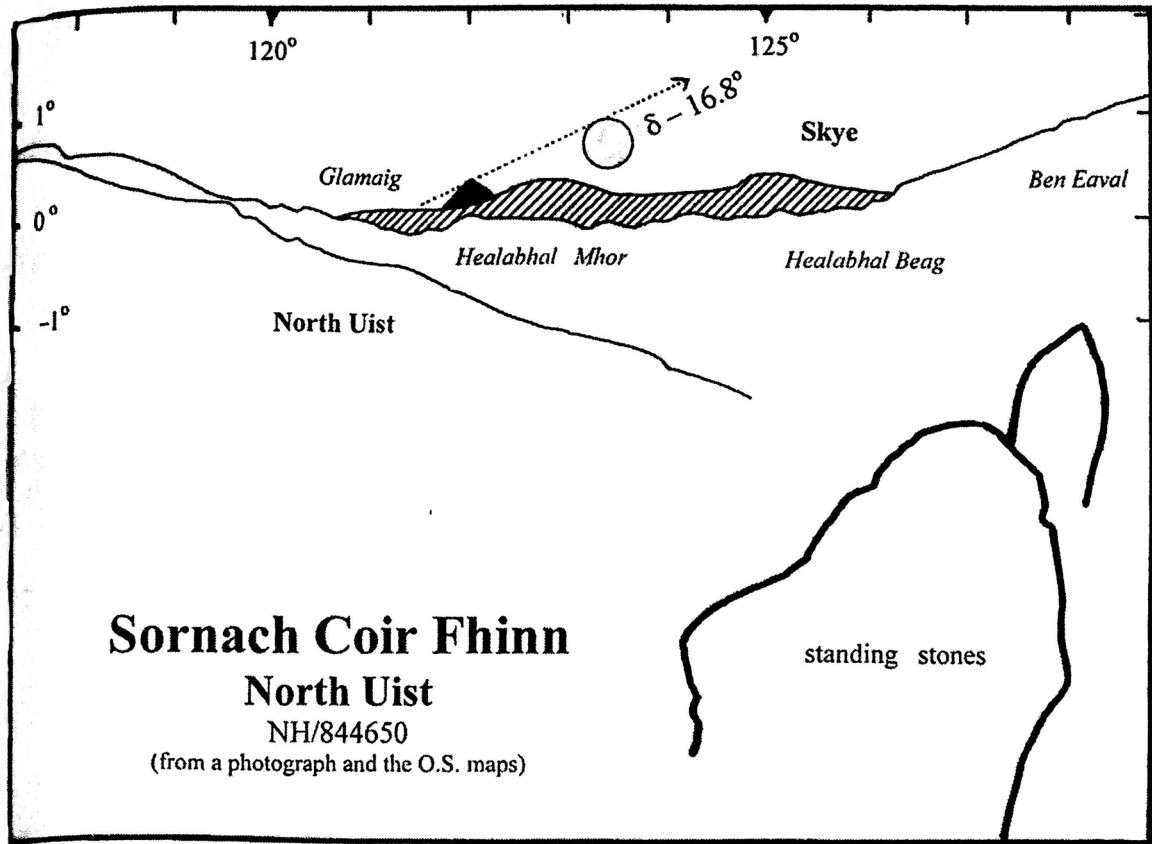 120° 125°
δ – 16.8°
1°
Skye
Glamaig
Ben Eaval
0°
Healabhal Mhor
Healabhal Beag
-1°
North Uist
standing stones
Sornach Coir Fhinn
North Uist
NH/844650
(from a photograph and the O.S. maps)